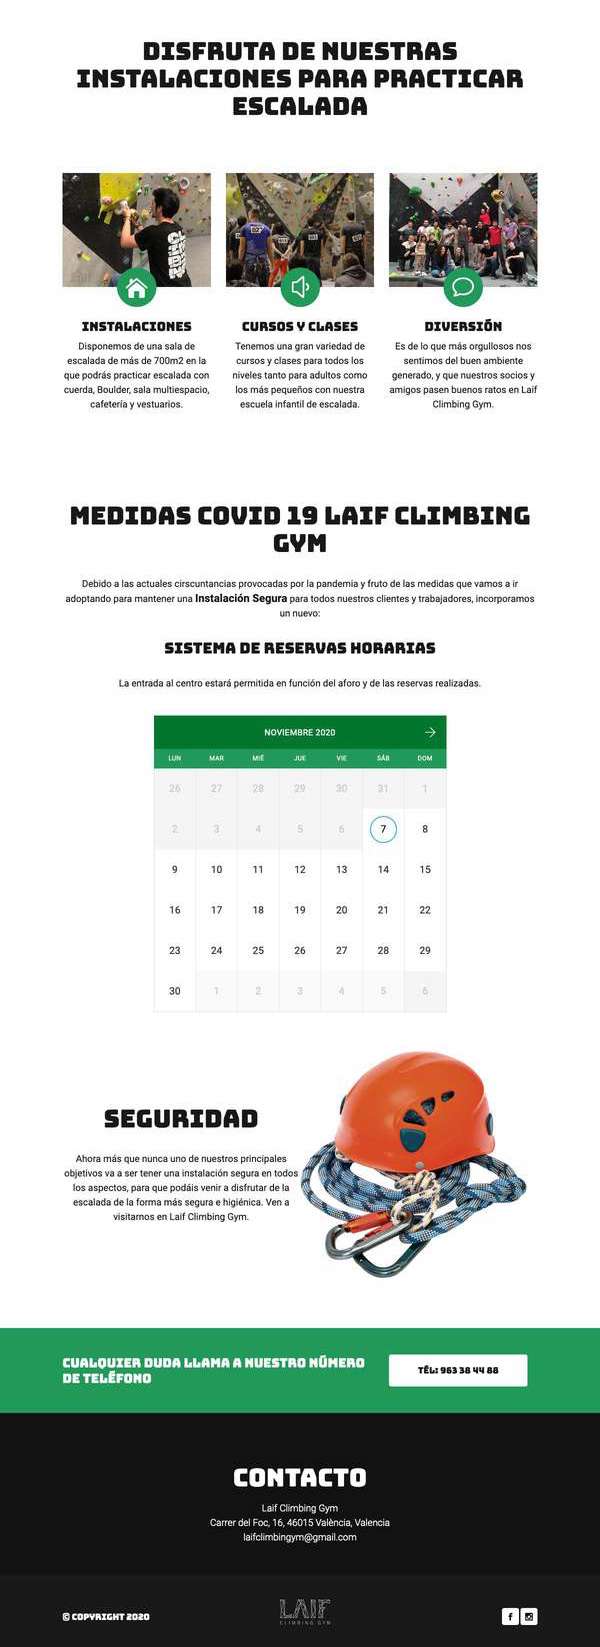 DISFRUTA DE NUESTRAS
INSTALACIONES PARA PRACTICAR
ESCALADA
INSTALACIONES
Disponemos de una sala de
escalada de más de 700m2 en la
que podrás practicar escalada con
cuerda, Boulder, sala multiespacio,
cafetería y vestuarios.
CURSOS Y CLASES
Tenemos una gran variedad de
cursos y clases para todos los
niveles tanto para adultos como
los más pequeños con nuestra
escuela infantil de escalada.
DIVERSIÓN
Es de lo que más orgullosos nos
sentimos del buen ambiente
generado, y que nuestros socios y
amigos pasen buenos ratos en Laif
Climbing Gym.
MEDIDAS COVID 19 LAIF CLIMBING
GYM
Debido a las actuales cirscuntancias provocadas por la pandemia y fruto de las medidas que vamos a ir
adoptando para mantener una Instalación Segura para todos nuestros clientes y trabajadores, incorporamos
un nuevo:
SISTEMA DE RESERVAS HORARIAS
La entrada al centro estará permitida en función del aforo y de las reservas realizadas.
NOVIEMBRE 2020
LUN MAR MIÉ JUE VIE SÁB DOM
26 27 28 29 30 31 1
2 3 4 5 6 7 8
9 10 11 12 13 14 15
16 17 18 19 20 21 22
23 24 25 26 27 28 29
30 1 2 3 4 5 6
SEGURIDAD
Ahora más que nunca uno de nuestros principales
objetivos va a ser tener una instalación segura en todos
los aspectos, para que podáis venir a disfrutar de la
escalada de la forma más segura e higiénica. Ven a
visitarnos en Laif Climbing Gym.
CUALQUIER DUDA LLAMA A NUESTRO NÚMERO
DE TELÉFONO
TÉL: 963 38 44 88
CONTACTO
Laif Climbing Gym
Carrer del Foc, 16, 46015 València, Valencia
laifclimbingym@gmail.com
© COPYRIGHT 2020
LAIF
CLIMBING GYM